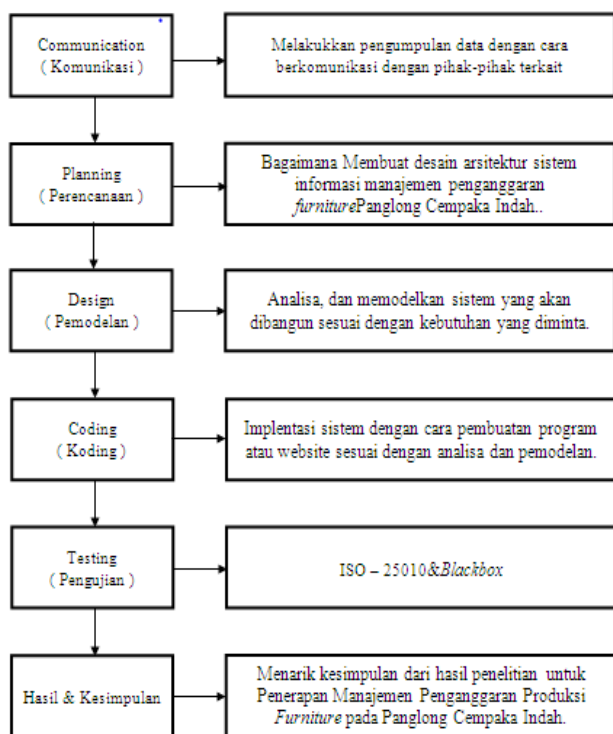 Communication
( Komunikasi )
Melakukkan pengumpulan data dengan cara
berkomunikasi dengan pihak-pihak terkait
Planning
( Perencanaan )
Bagaimana Membuat desain arsitektur sistem
informasi manajemen penganggaran
furniturePanglong Cempaka Indah..
Design
( Pemodelan )
Analisa, dan memodelkan sistem yang akan
dibangun sesuai dengan kebutuhan yang diminta.
Coding
( Koding )
Implentasi sistem dengan cara pembuatan program
atau website sesuai dengan analisa dan pemodelan.
Testing
( Pengujian )
ISO – 25010&Blackbox
Hasil & Kesimpulan
Menarik kesimpulan dari hasil penelitian untuk
Penerapan Manajemen Penganggaran Produksi
Furniture pada Panglong Cempaka Indah.